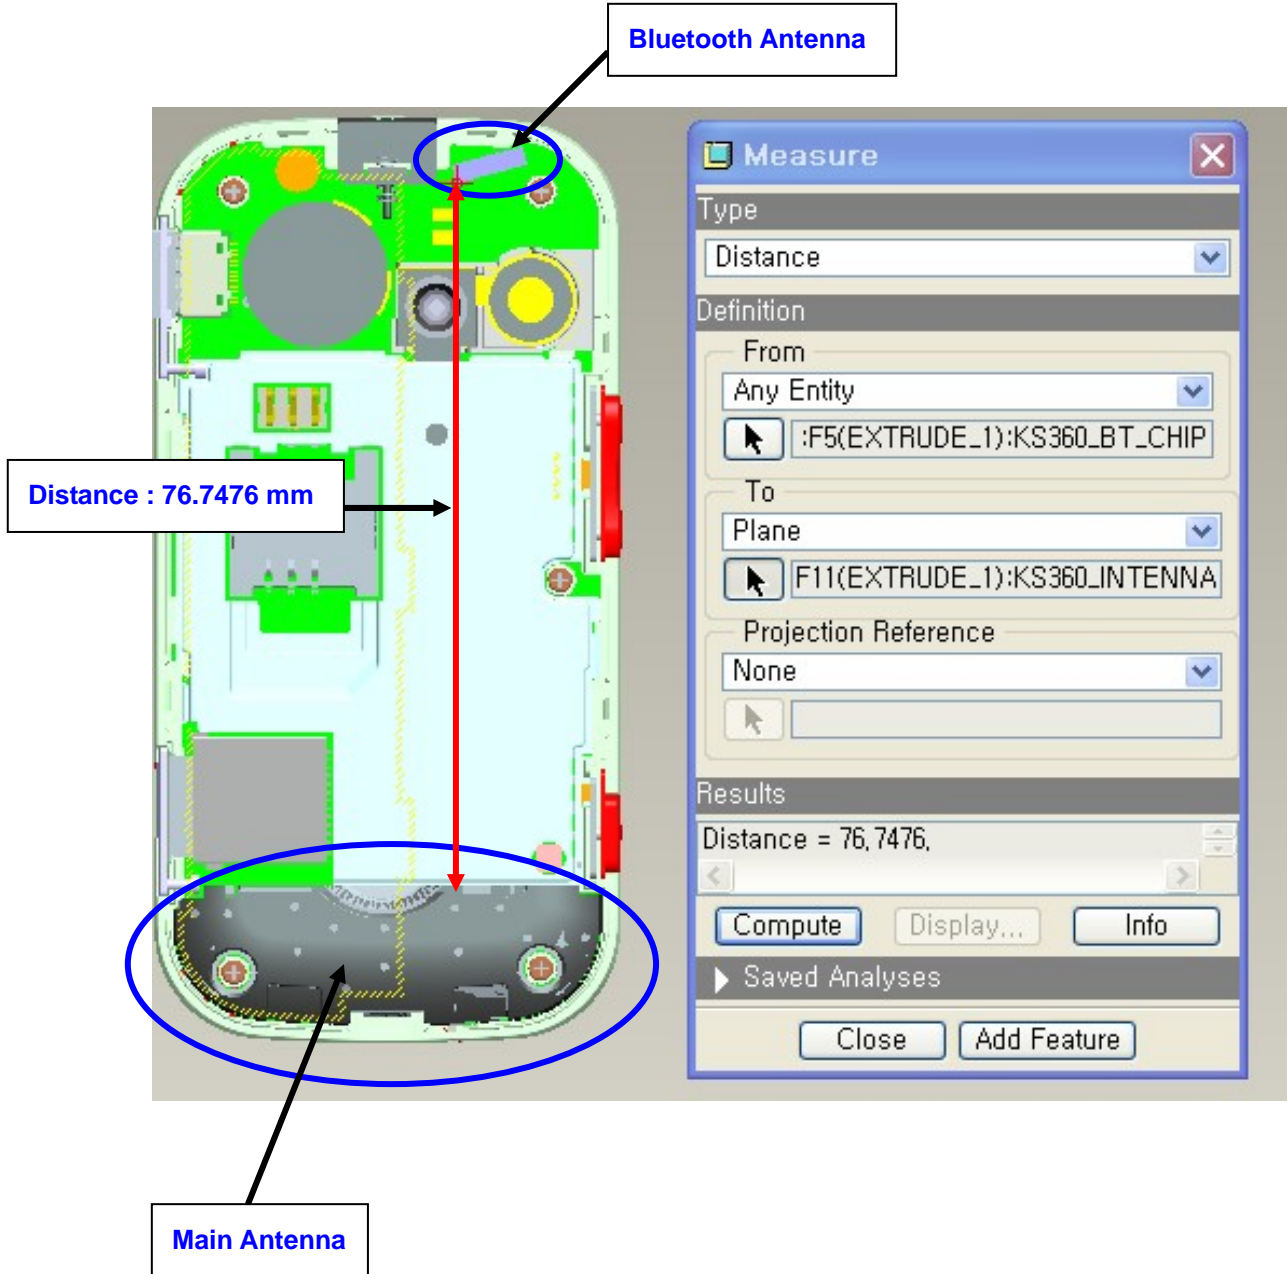 Bluetooth Antenna
Measure
Type
Distance
Definition
From
Any Entity
:F5(EXTRUDE_1):KS360_BT_CHIP
Distance : 76.7476 mm
To
Plane
F11(EXTRUDE_1):KS360_INTENNA
Projection Reference
None
Results
Distance = 76,7476,
Compute
Display...
Info
Saved Analyses
Close
Add Feature
Main Antenna